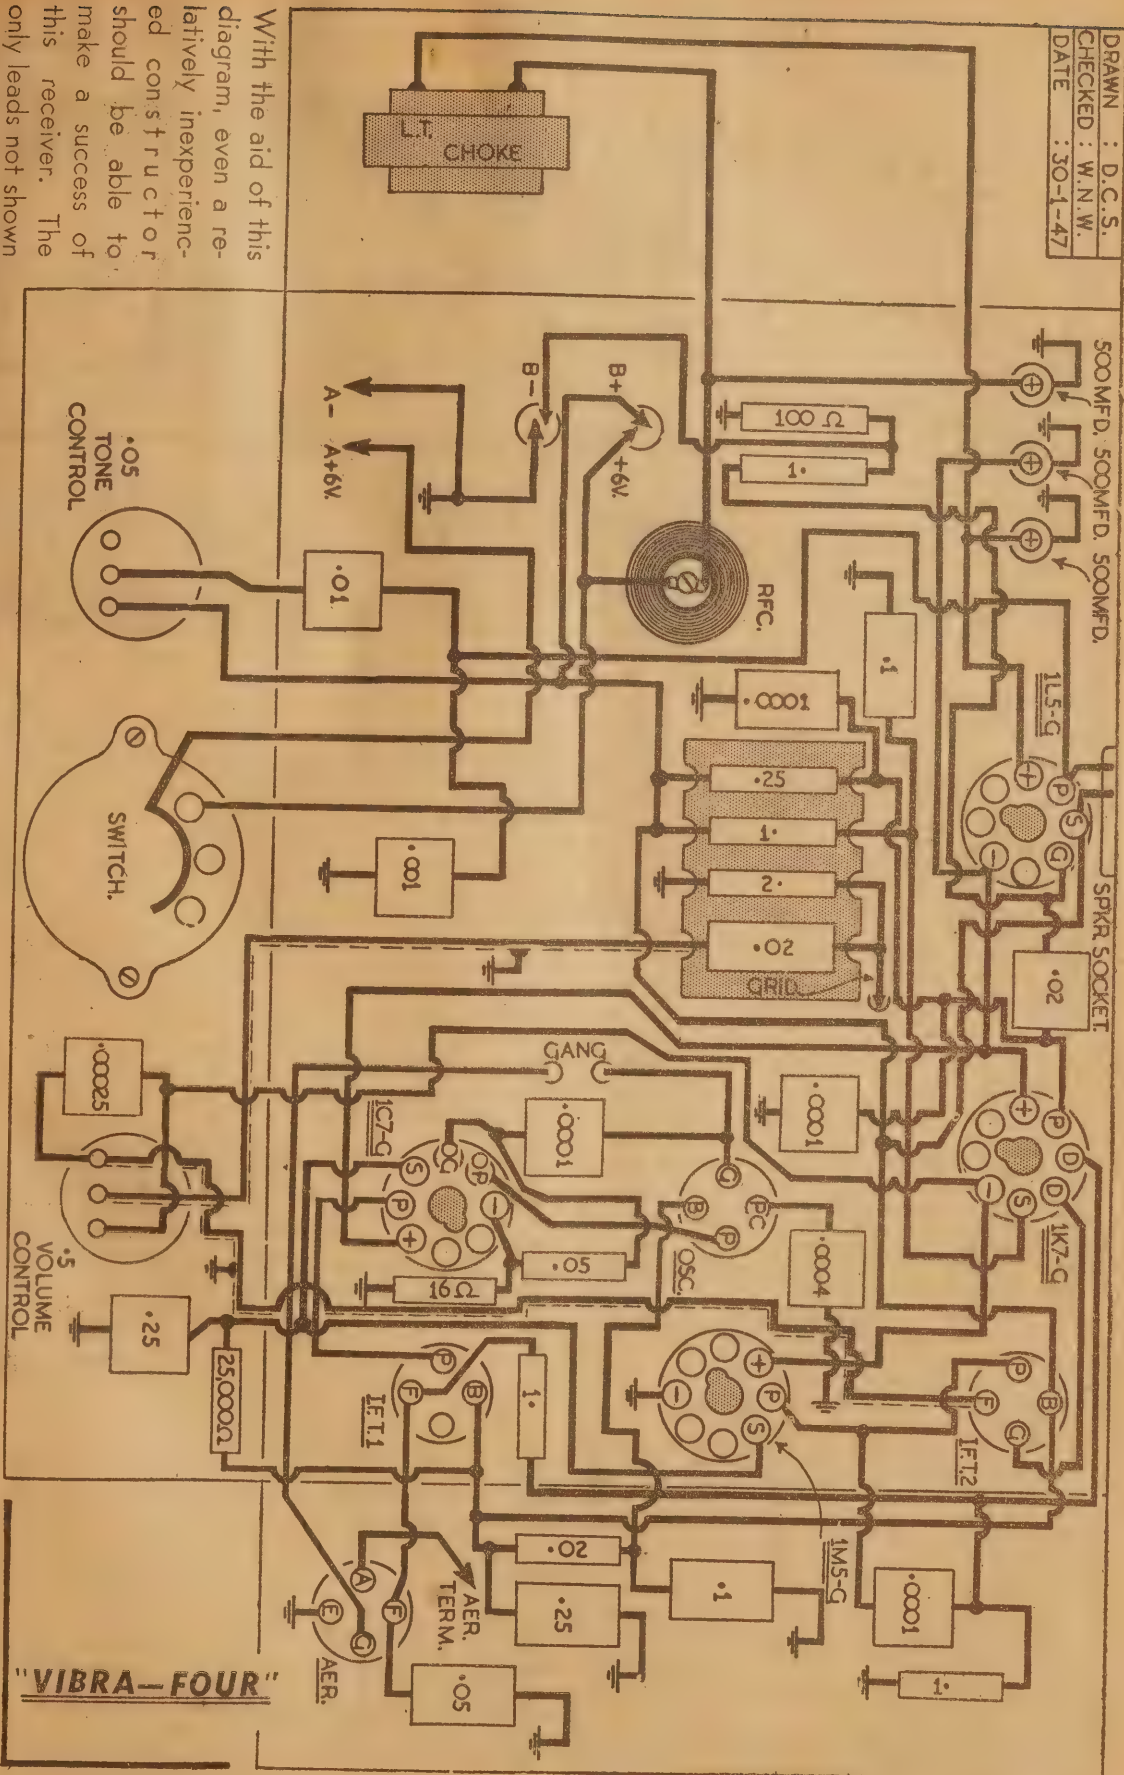 DRAWN : D.C.S.
CHECKED : W.N.W.
DATE : 30-1-47
With the aid of this
diagram, even a re-
latively inexperienc-
ed constructor
should be able to
make a success of
this receiver. The
only leads not shown
L.T.
CHOKE
500MFD. 500MFD. 500MFD.
100 Ω
1·
B-
B+
+6V.
A-
A+6V.
RFC.
·05
TONE
CONTROL
·01
·1
·0001
1L5-G
+
P
S
G
-
SPKR SOCKET.
·25
1·
2·
·02
GRID
·02
SWITCH.
·001
GANG
·00025
1C7-G
OG
OP
S
P
+
-
·0001
·0001
G
B
PC
P
OSC.
+
P
D
D
S
-
1K7-G
·05
16 Ω
·0004
·5
VOLUME
CONTROL
·25
25,000Ω
P
F
B
I.F.T.1
1·
+
P
S
-
1M5-G
P
F
B
G
I.F.T.2
·02
·25
·1
·0001
1·
A
E
F
G
AER.
TERM.
AER.
·05
"VIBRA—FOUR"